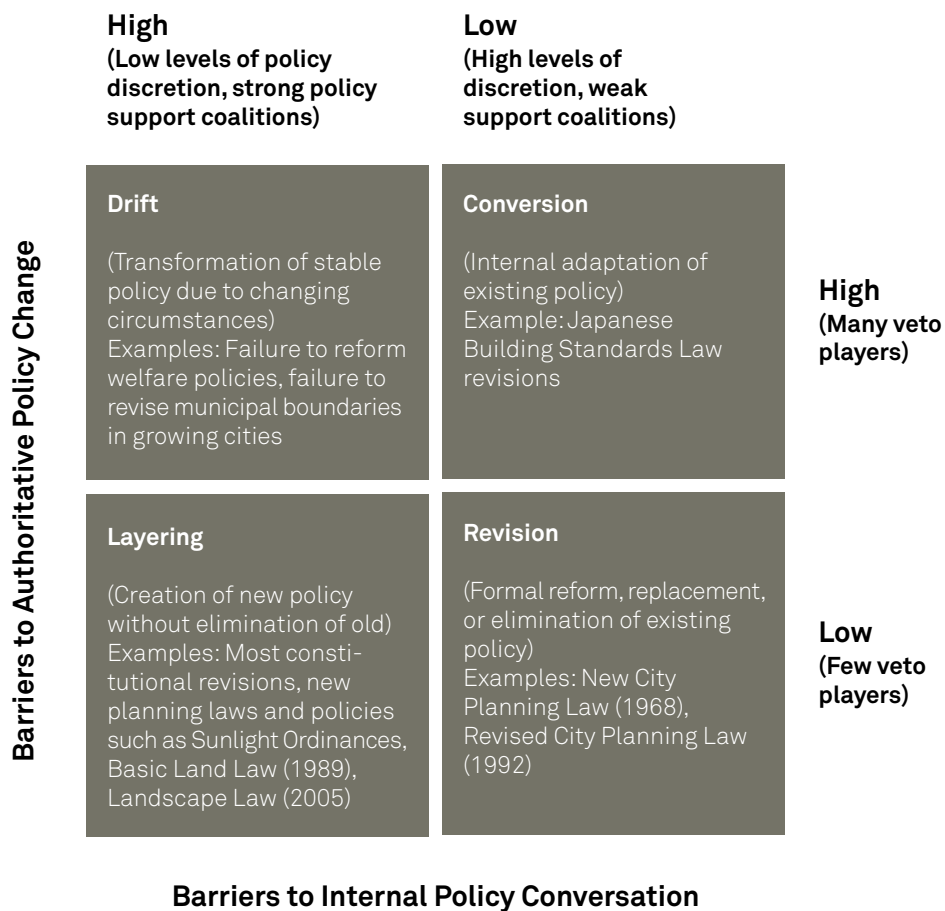 High
(Low levels of policy
discretion, strong policy
support coalitions)
Low
(High levels of
discretion, weak
support coalitions)
Barriers to Authoritative Policy Change
Drift
(Transformation of stable
policy due to changing
circumstances)
Examples: Failure to reform
welfare policies, failure to
revise municipal boundaries
in growing cities
Conversion
(Internal adaptation of
existing policy)
Example: Japanese
Building Standards Law
revisions
High
(Many veto
players)
Layering
(Creation of new policy
without elimination of old)
Examples: Most consti-
tutional revisions, new
planning laws and policies
such as Sunlight Ordinances,
Basic Land Law (1989),
Landscape Law (2005)
Revision
(Formal reform, replacement,
or elimination of existing
policy)
Examples: New City
Planning Law (1968),
Revised City Planning Law
(1992)
Low
(Few veto
players)
Barriers to Internal Policy Conversation